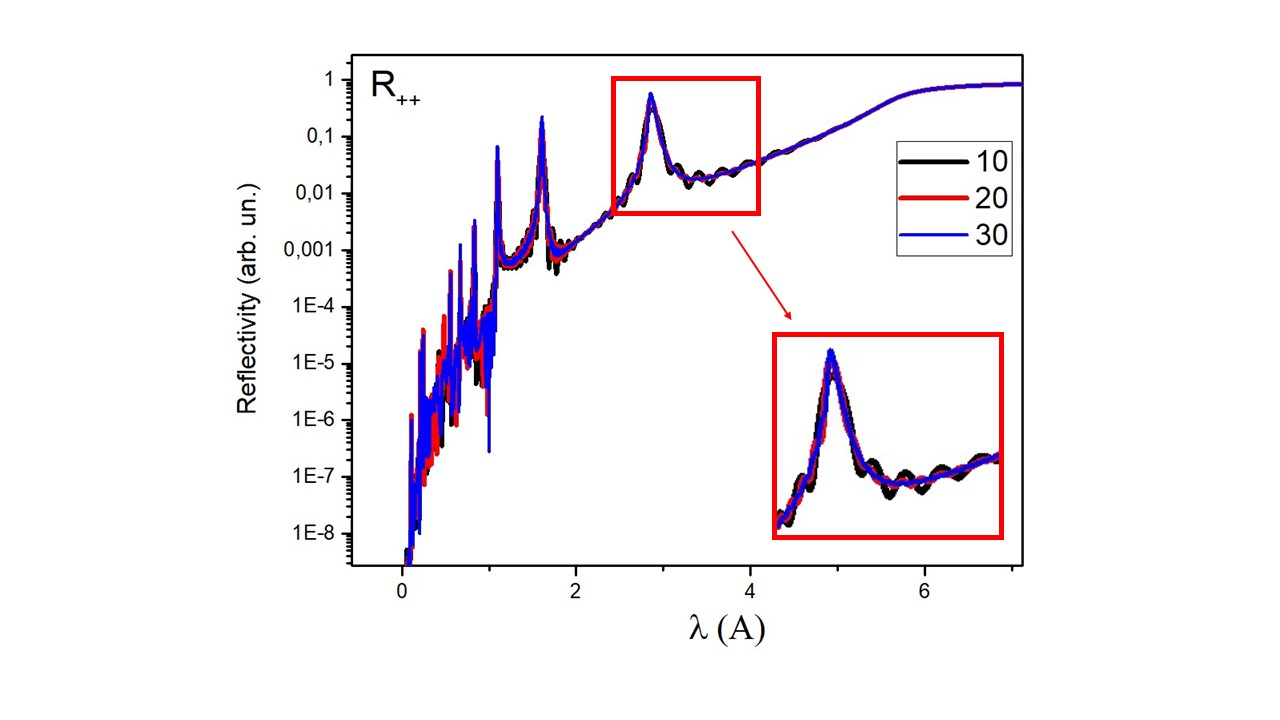 R++
Reflectivity (arb. un.)
1
0,1
0,01
0,001
1E-4
1E-5
1E-6
1E-7
1E-8
10
20
30
0 2 4 6
λ (A)